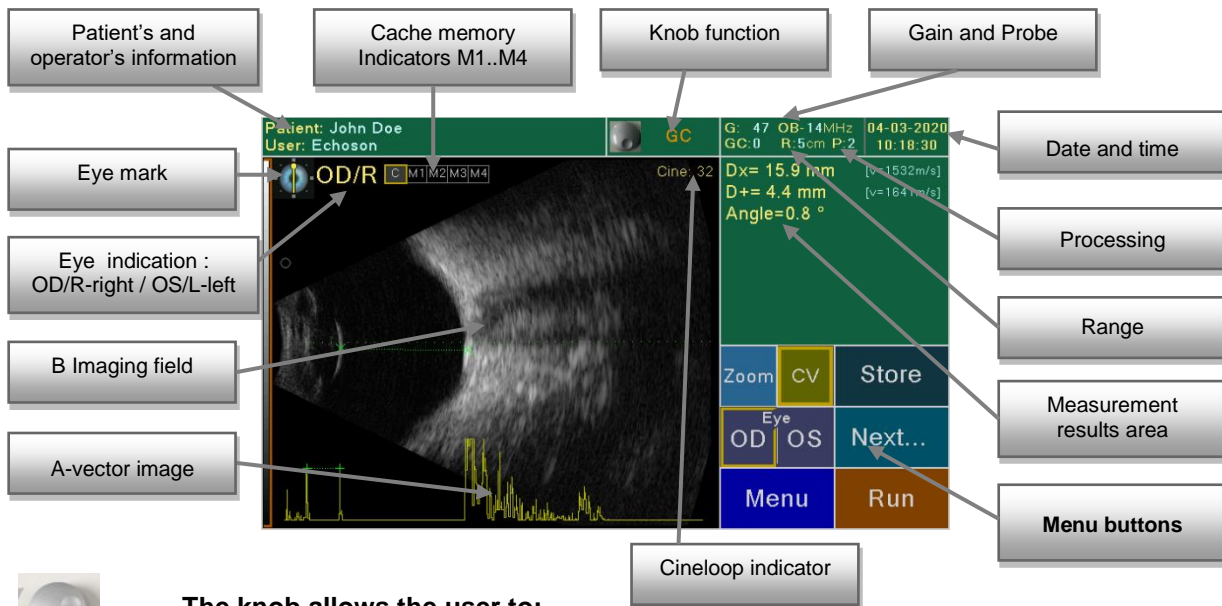 Patient's and
operator's information
Cache memory
Indicators M1..M4
Knob function
Gain and Probe
Patient: John Doe
User: Echoson
GC
G: 47 OB-14MHz
GC:0 R:5cm P:2
04-03-2020
10:18:30
Date and time
Eye mark
OD/R
C M1 M2 M3 M4
Cine: 32
Dx= 15.9 mm [v=1532m/s]
D+= 4.4 mm [v=1641m/s]
Angle=0.8 °
Processing
Eye indication :
OD/R-right / OS/L-left
Range
B Imaging field
Zoom CV Store
Measurement
results area
Eye
OD OS Next...
A-vector image
Menu Run
Menu buttons
Cineloop indicator
The knob allows the user to: